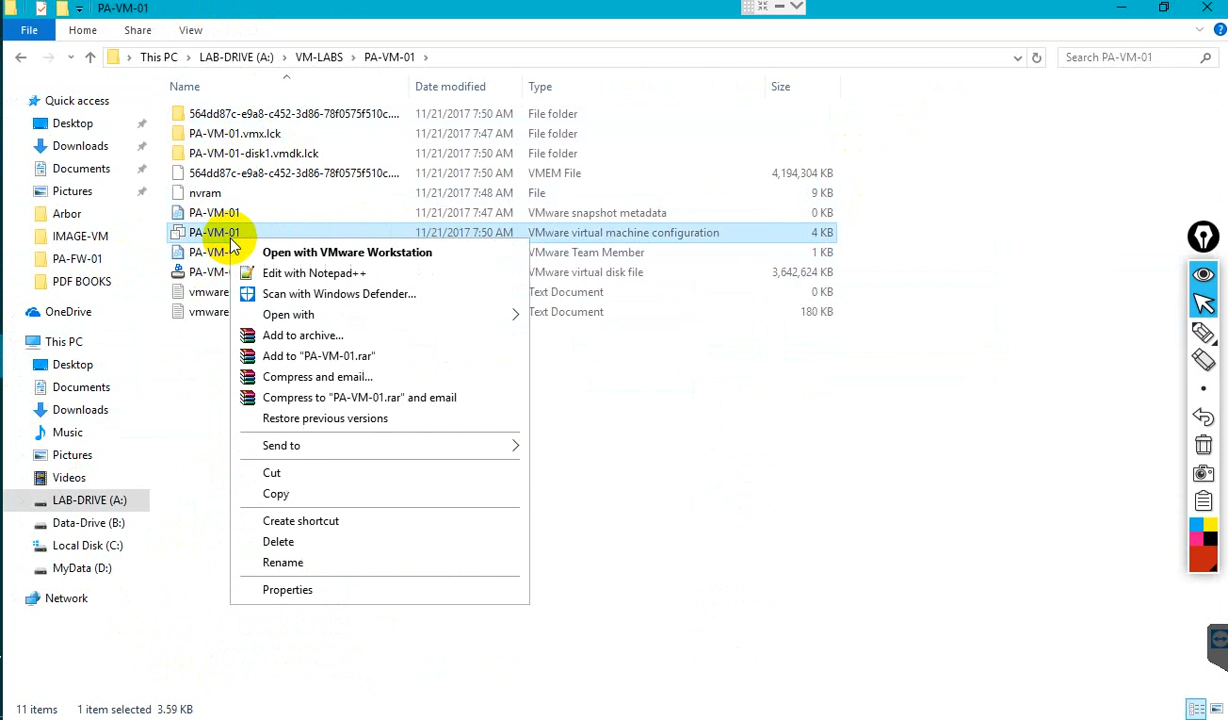 PA-VM-01
File Home Share View
This PC LAB-DRIVE (A:) VM-LABS PA-VM-01 Search PA-VM-01
Name Date modified Type Size
Quick access
Desktop
Downloads
Documents
Pictures
Arbor
IMAGE-VM
PA-FW-01
PDF BOOKS
OneDrive
This PC
Desktop
Documents
Downloads
Music
Pictures
Videos
LAB-DRIVE (A:)
Data-Drive (B:)
Local Disk (C:)
MyData (D:)
Network
564dd87c-e9a8-c452-3d86-78f0575f510c.... 11/21/2017 7:50 AM File folder
PA-VM-01.vmx.lck 11/21/2017 7:47 AM File folder
PA-VM-01-disk1.vmdk.lck 11/21/2017 7:50 AM File folder
564dd87c-e9a8-c452-3d86-78f0575f510c.... 11/21/2017 7:50 AM VMEM File 4,194,304 KB
nvram 11/21/2017 7:48 AM File 9 KB
PA-VM-01 11/21/2017 7:47 AM VMware snapshot metadata 0 KB
PA-VM-01 11/21/2017 7:50 AM VMware virtual machine configuration 4 KB
PA-VM- VMware Team Member 1 KB
PA-VM- VMware virtual disk file 3,642,624 KB
vmware Text Document 0 KB
vmware Text Document 180 KB
Open with VMware Workstation
Edit with Notepad++
Scan with Windows Defender...
Open with
Add to archive...
Add to "PA-VM-01.rar"
Compress and email...
Compress to "PA-VM-01.rar" and email
Restore previous versions
Send to
Cut
Copy
Create shortcut
Delete
Rename
Properties
11 items 1 item selected 3.59 KB